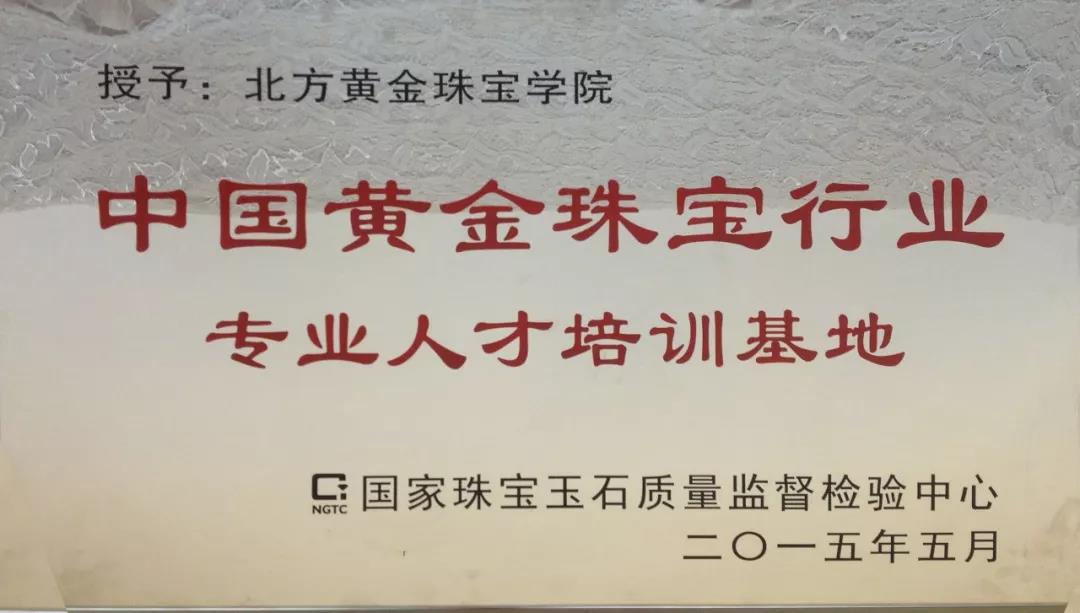 授予：北方黄金珠宝学院
中国黄金珠宝行业
专业人才培训基地
NGTC 国家珠宝玉石质量监督检验中心
二〇一五年五月